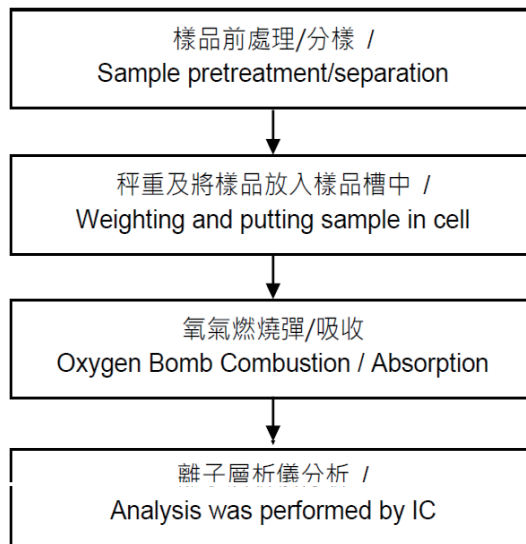 樣品前處理/分樣 /
Sample pretreatment/separation
秤重及將樣品放入樣品槽中 /
Weighting and putting sample in cell
氧氣燃燒彈/吸收
Oxygen Bomb Combustion / Absorption
離子層析儀分析 /
Analysis was performed by IC